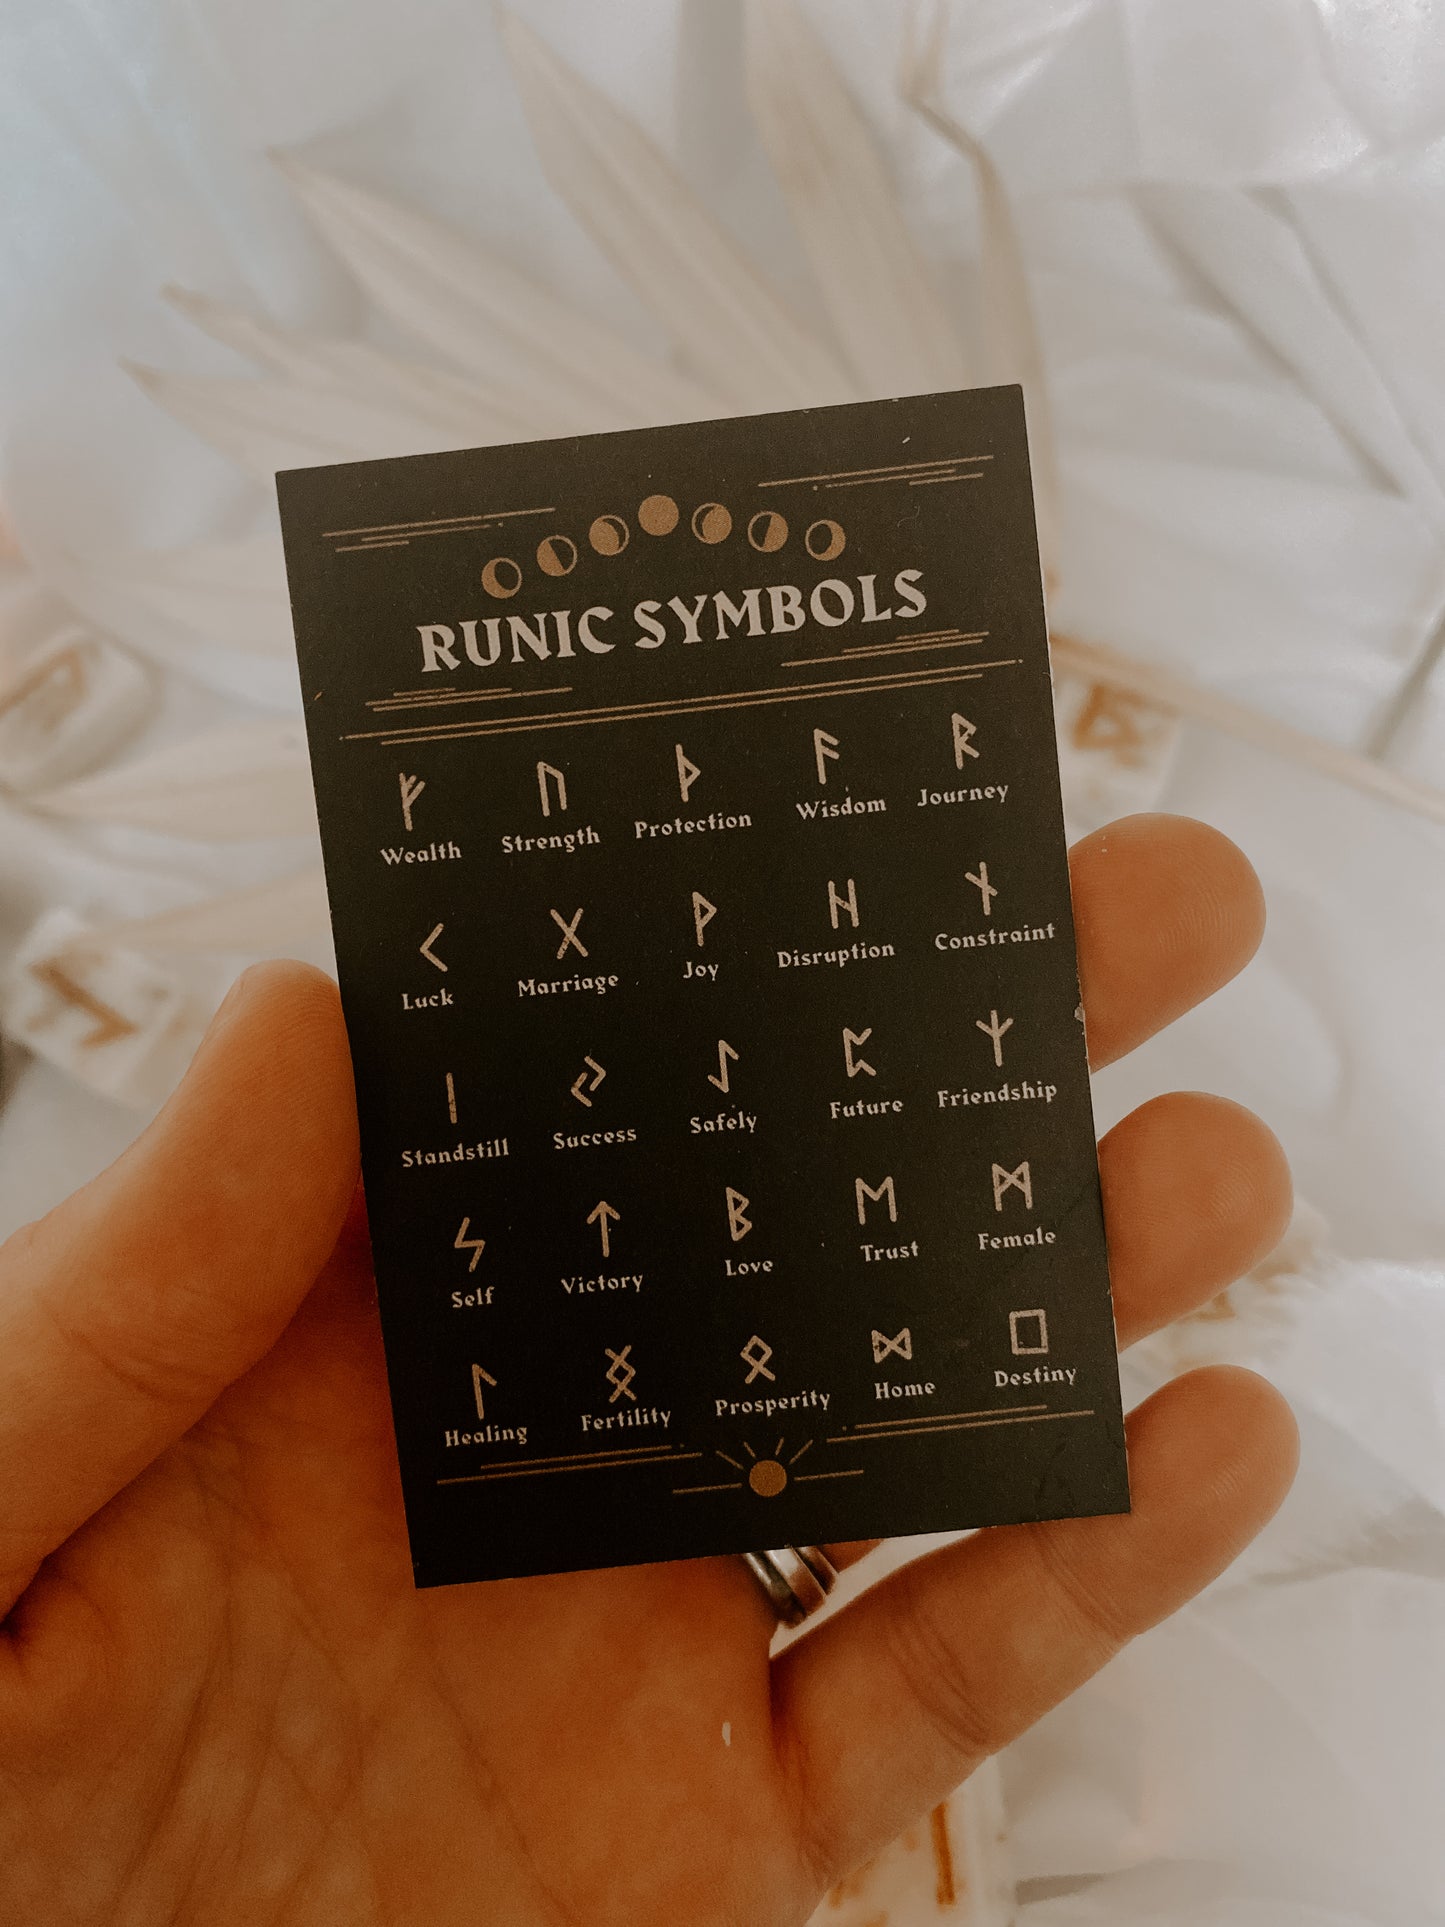 RUNIC SYMBOLS
ᚠ ᚢ ᚦ ᚨ ᚱ
Wealth Strength Protection Wisdom Journey
ᚲ ᚷ ᚹ ᚺ ᚾ
Luck Marriage Joy Disruption Constraint
ᛁ ᛃ ᛇ ᛈ ᛉ
Standstill Success Safely Future Friendship
ᛋ ᛏ ᛒ ᛖ ᛗ
Self Victory Love Trust Female
ᛚ ᛝ ᛟ ᛞ
Healing Fertility Prosperity Home Destiny